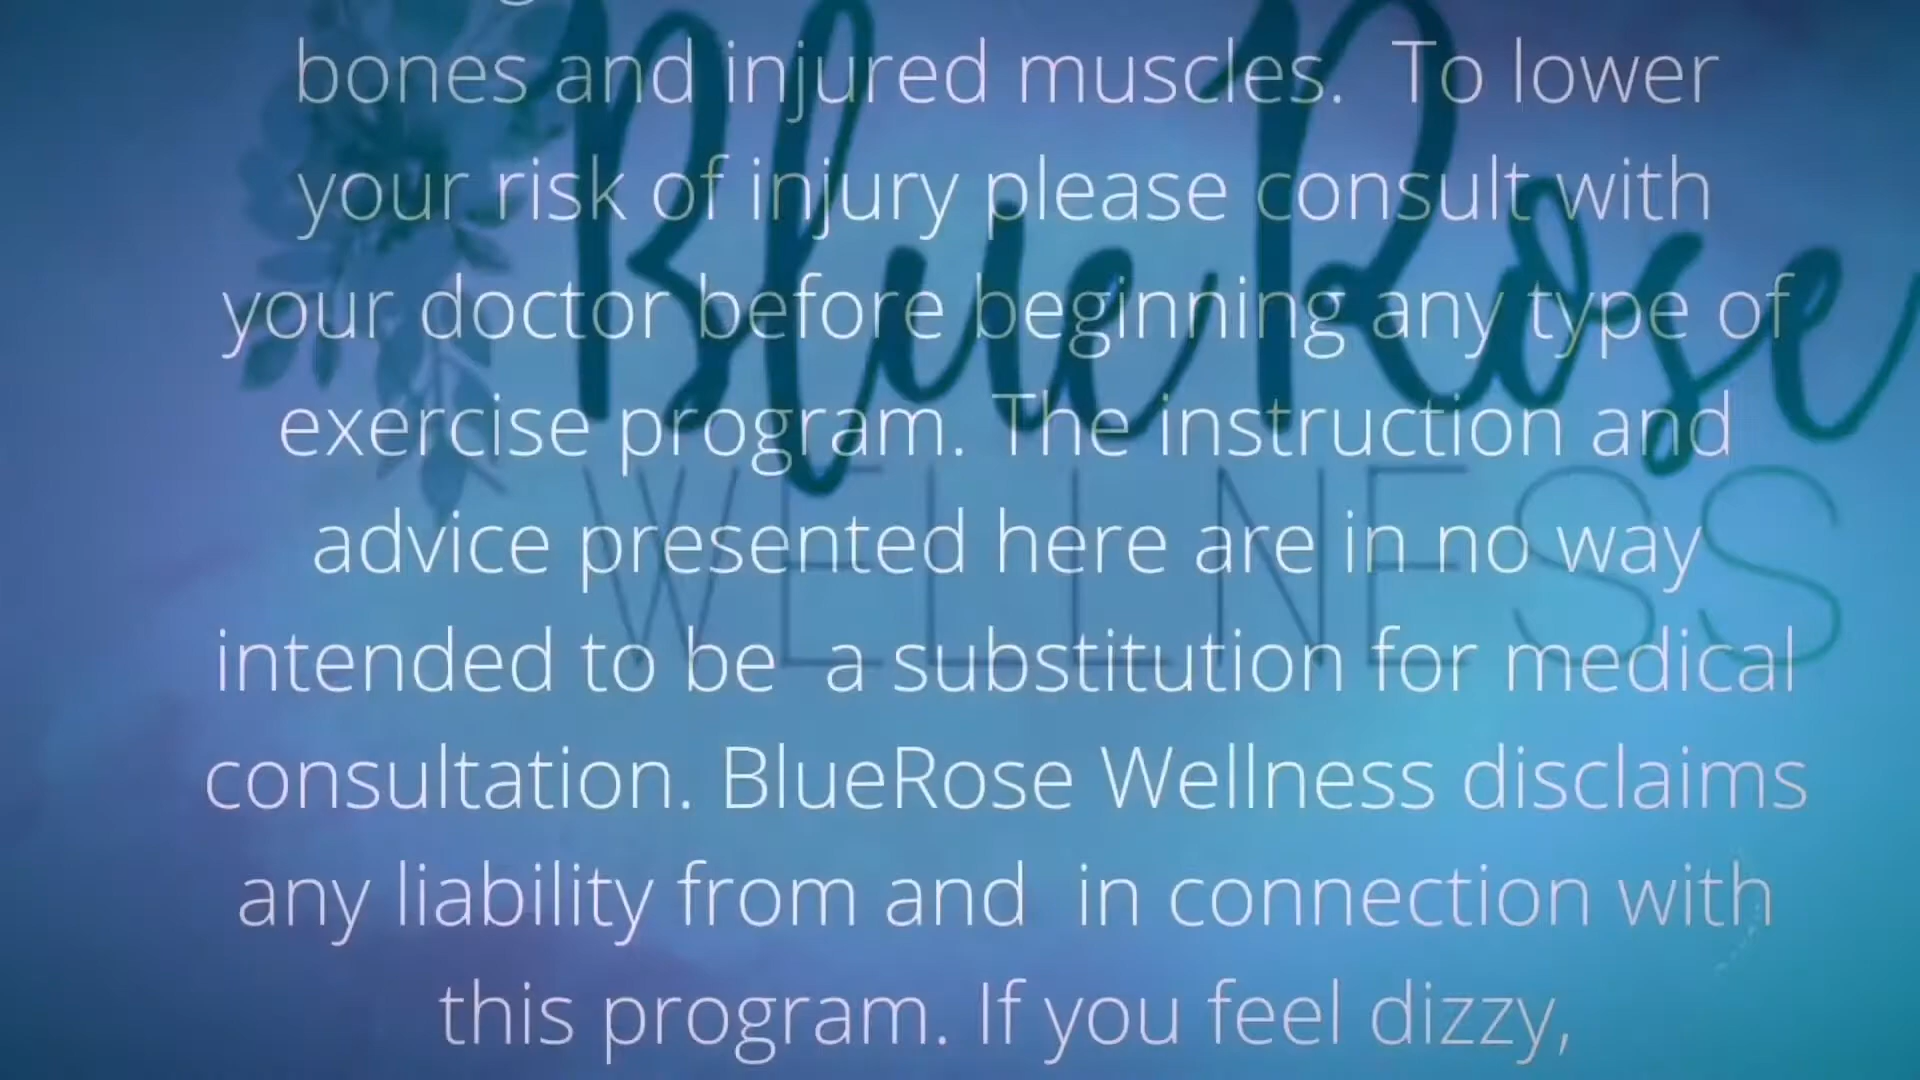 bones and injured muscles. To lower
your risk of injury please consult with
your doctor before beginning any type of
exercise program. The instruction and
advice presented here are in no way
intended to be a substitution for medical
consultation. BlueRose Wellness disclaims
any liability from and in connection with
this program. If you feel dizzy,
Blue Rose
WELLNESS